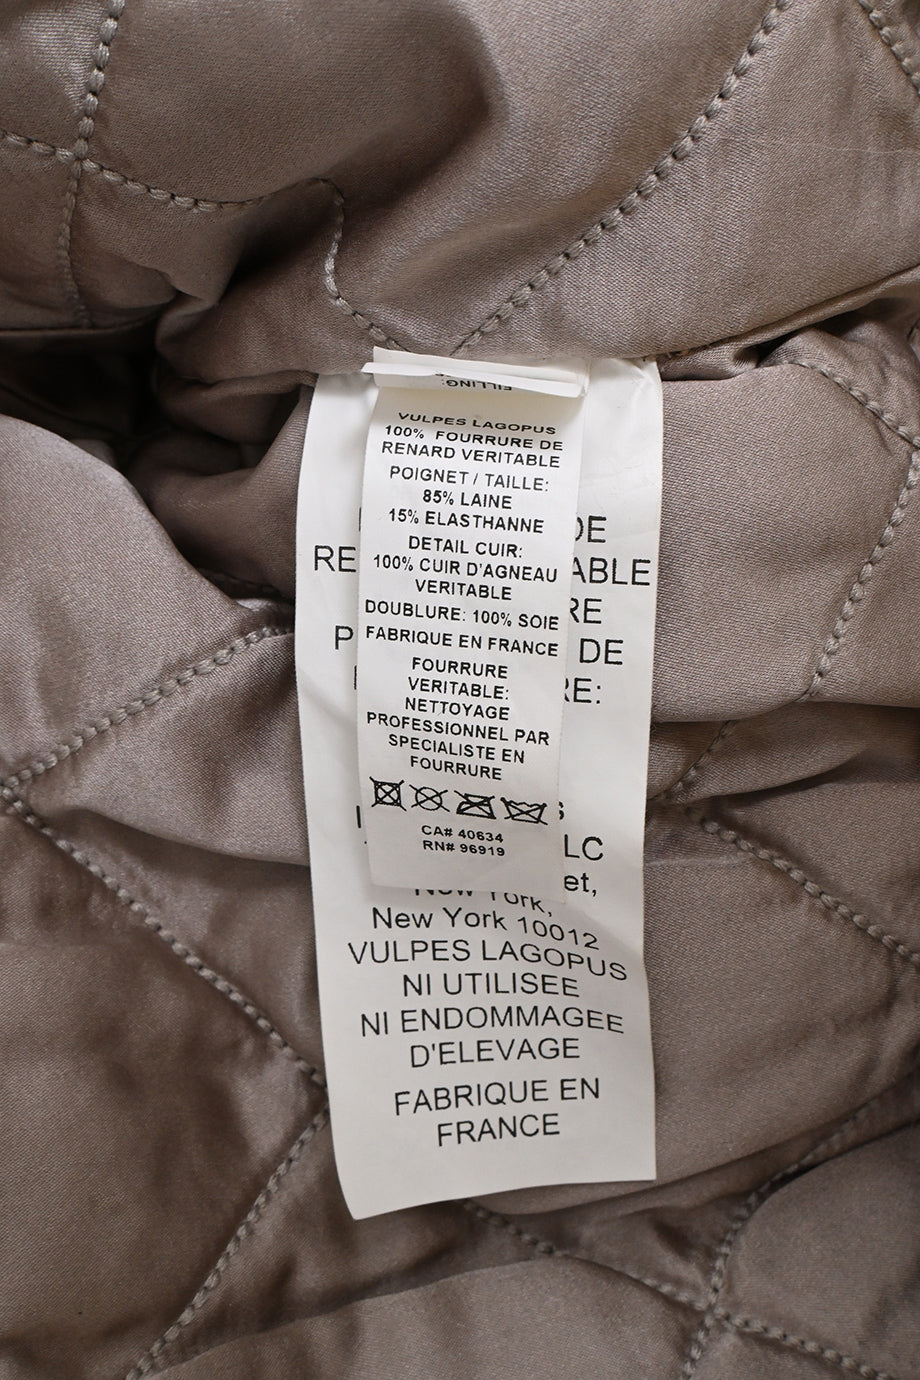 FILLING:
VULPES LAGOPUS
100% FOURRURE DE
RENARD VERITABLE
POIGNET / TAILLE:
85% LAINE
15% ELASTHANNE
DETAIL CUIR:
100% CUIR D'AGNEAU
VERITABLE
DOUBLURE: 100% SOIE
FABRIQUE EN FRANCE
FOURRURE
VERITABLE:
NETTOYAGE
PROFESSIONNEL PAR
SPECIALISTE EN
FOURRURE
CA# 40634
RN# 96919
DE
RE ABLE
RE
P DE
RE:
S
LC
et,
New York,
New York 10012
VULPES LAGOPUS
NI UTILISEE
NI ENDOMMAGEE
D'ELEVAGE
FABRIQUE EN
FRANCE